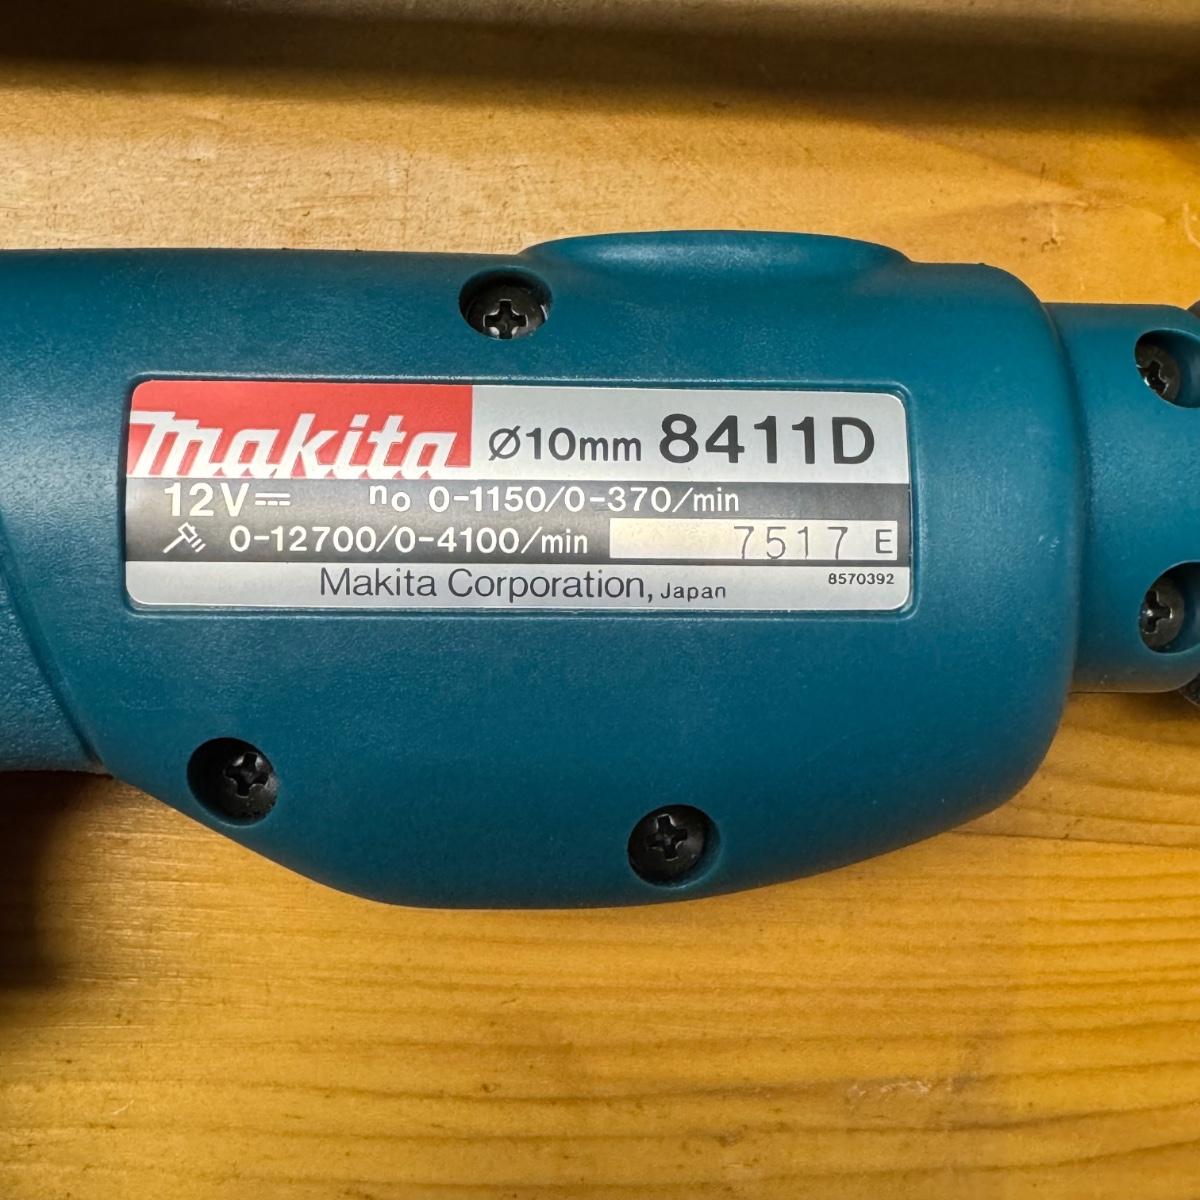 makita ø10mm 8411D
12V⎓ no 0-1150/0-370/min
0-12700/0-4100/min 7517 E
Makita Corporation, Japan 8570392